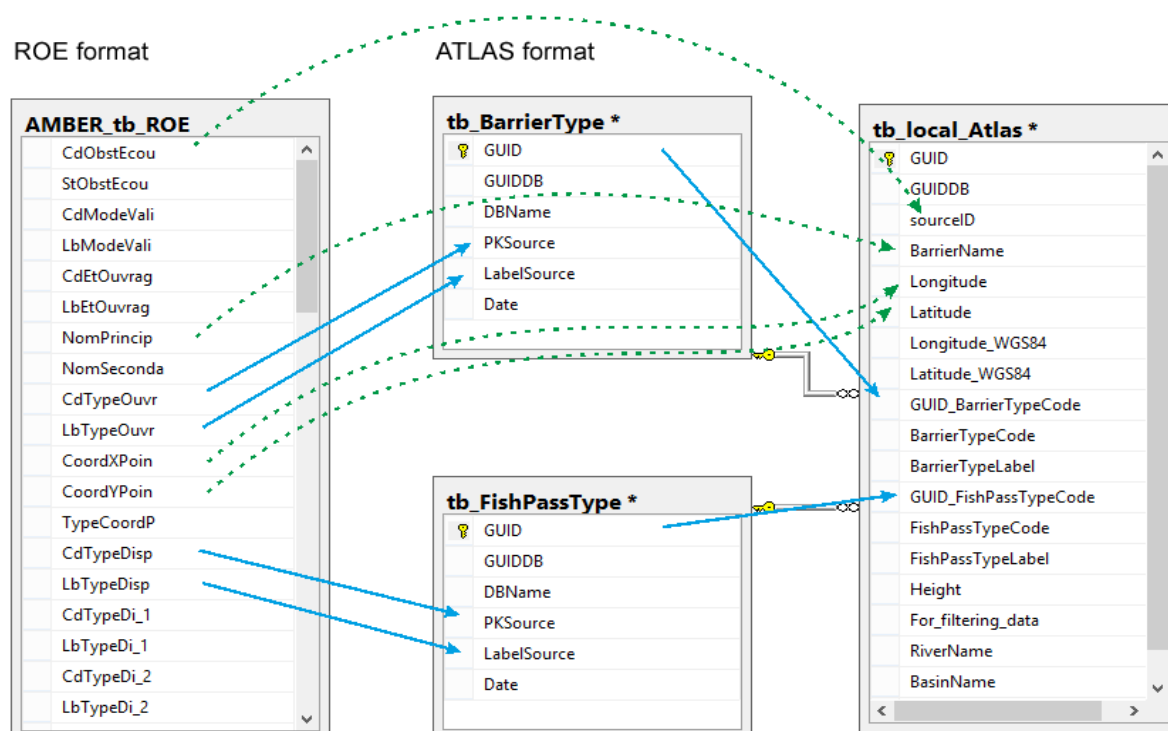 ROE format
ATLAS format
AMBER_tb_ROE
CdObstEcou
StObstEcou
CdModeVali
LbModeVali
CdEtOuvrag
LbEtOuvrag
NomPrincip
NomSeconda
CdTypeOuvr
LbTypeOuvr
CoordXPoin
CoordYPoin
TypeCoordP
CdTypeDisp
LbTypeDisp
CdTypeDi_1
LbTypeDi_1
CdTypeDi_2
LbTypeDi_2
tb_BarrierType *
GUID
GUIDDB
DBName
PKSource
LabelSource
Date
tb_FishPassType *
GUID
GUIDDB
DBName
PKSource
LabelSource
Date
tb_local_Atlas *
GUID
GUIDDB
sourceID
BarrierName
Longitude
Latitude
Longitude_WGS84
Latitude_WGS84
GUID_BarrierTypeCode
BarrierTypeCode
BarrierTypeLabel
GUID_FishPassTypeCode
FishPassTypeCode
FishPassTypeLabel
Height
For_filtering_data
RiverName
BasinName